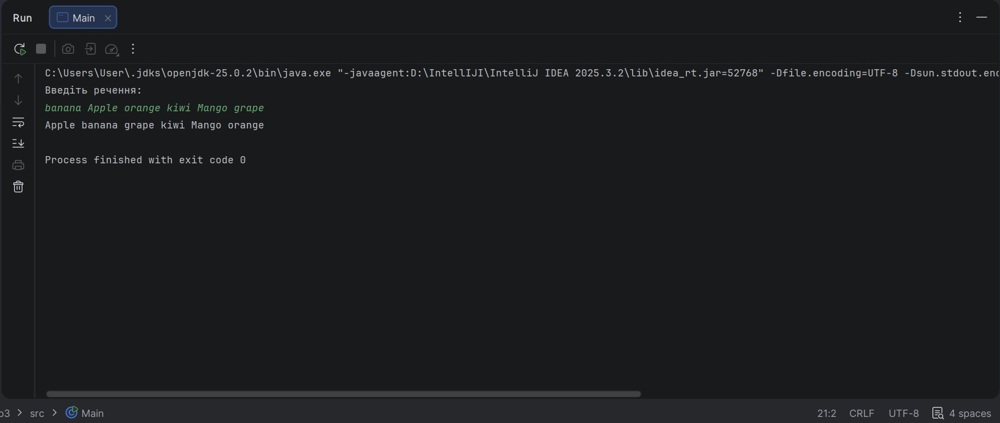 Run Main
C:\Users\User\.jdks\openjdk-25.0.2\bin\java.exe "-javaagent:D:\IntellIJI\IntelliJ IDEA 2025.3.2\lib\idea_rt.jar=52768" -Dfile.encoding=UTF-8 -Dsun.stdout.enc
Введіть речення:
banana Apple orange kiwi Mango grape
Apple banana grape kiwi Mango orange
Process finished with exit code 0
b3 > src > Main 21:2 CRLF UTF-8 4 spaces